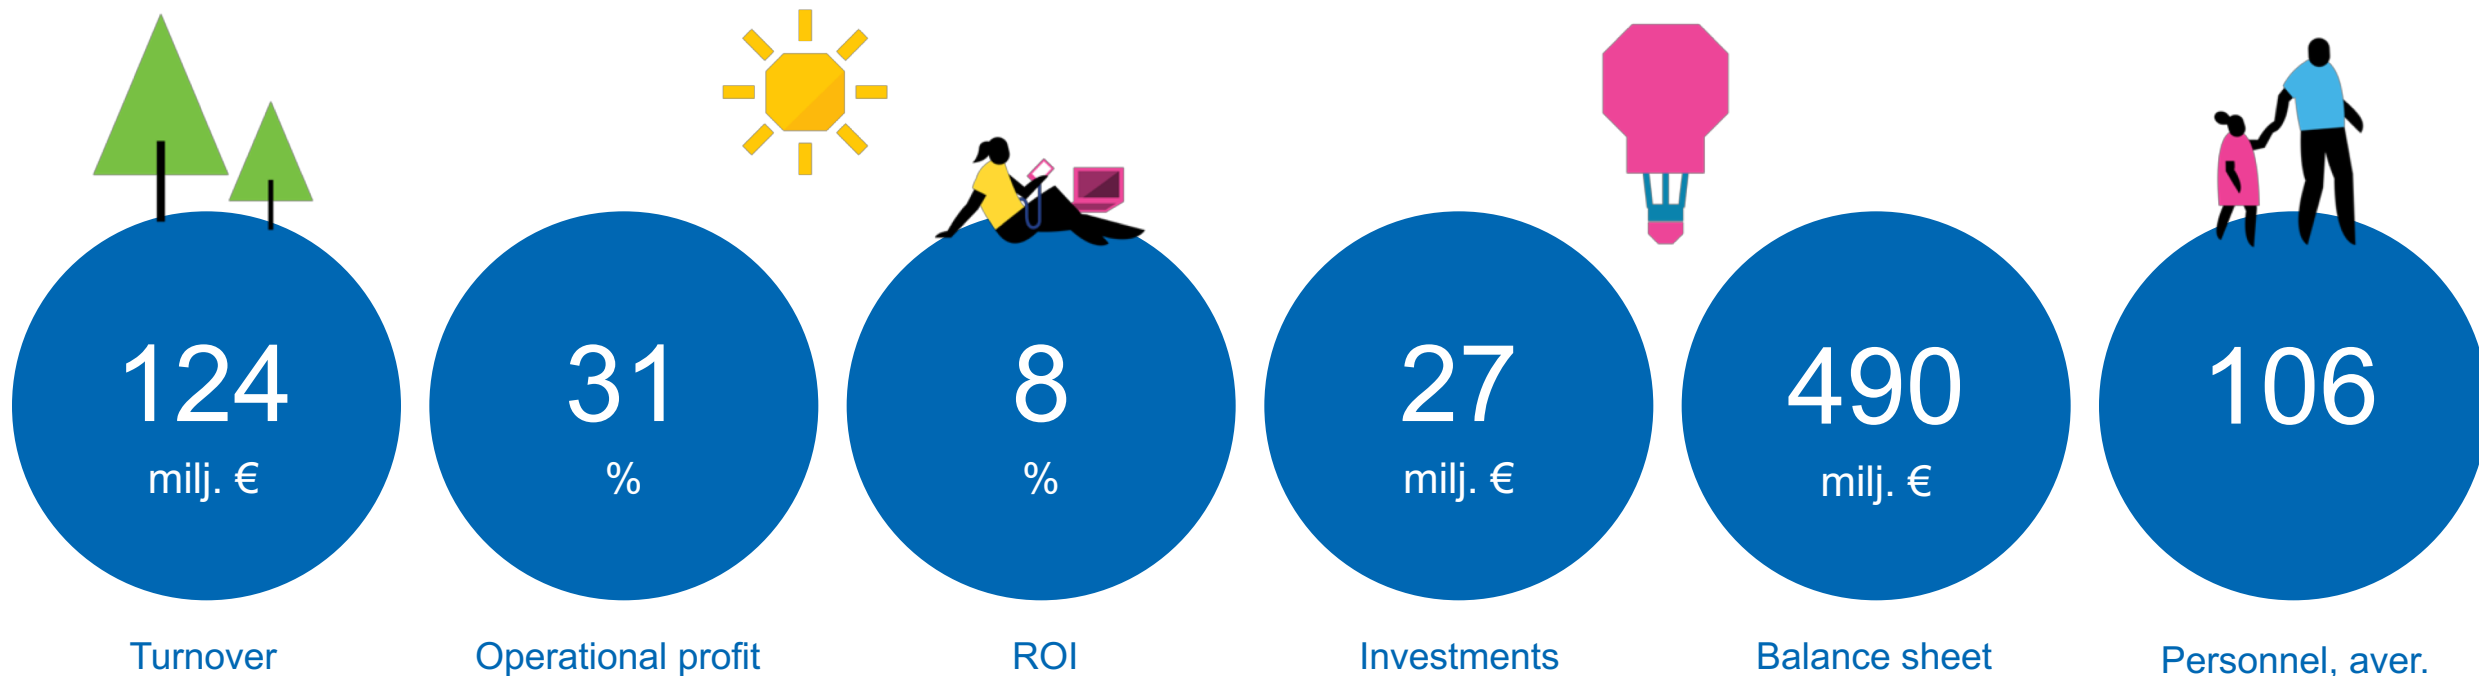 124
milj. €
Turnover
31
%
Operational profit
8
%
ROI
27
milj. €
Investments
490
milj. €
Balance sheet
106
Personnel, aver.